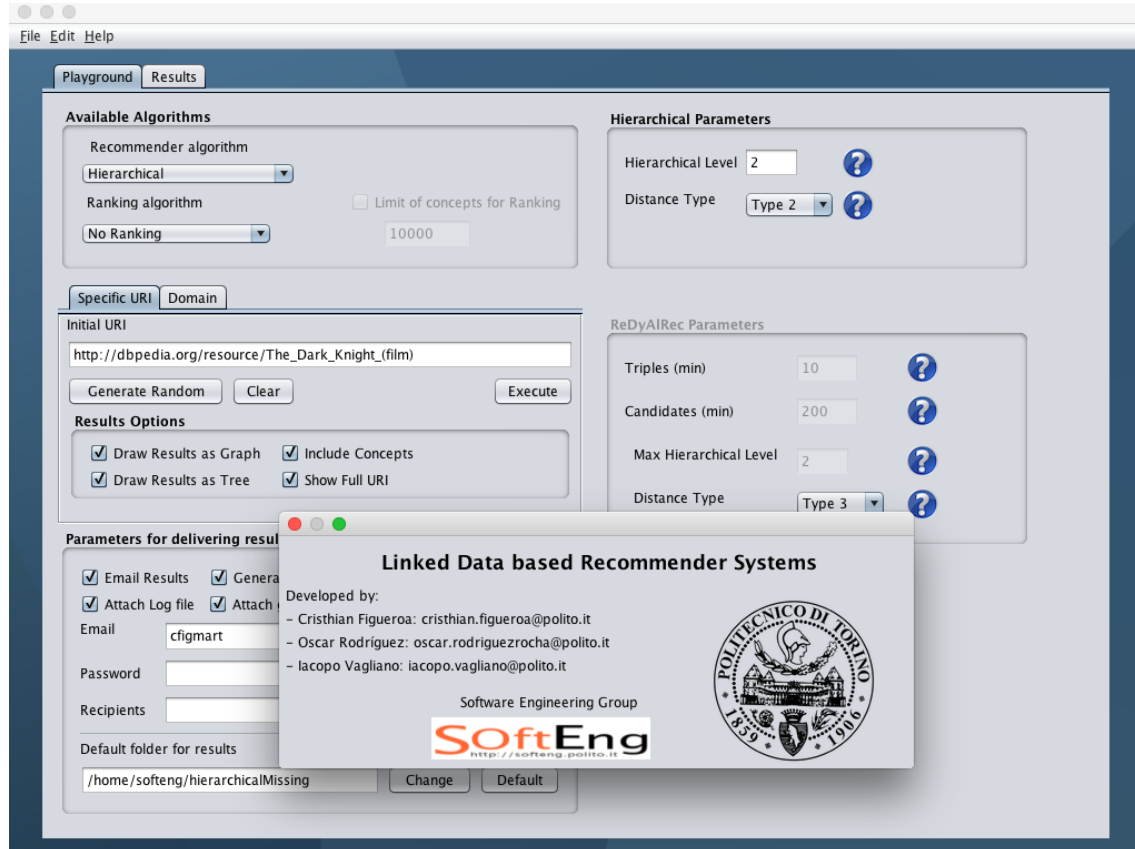 File Edit Help
Playground Results
Available Algorithms
Recommender algorithm
Hierarchical
Ranking algorithm
Limit of concepts for Ranking
No Ranking
10000
Hierarchical Parameters
Hierarchical Level 2 ?
Distance Type Type 2 ?
Specific URI Domain
Initial URI
http://dbpedia.org/resource/The_Dark_Knight_(film)
Generate Random Clear Execute
Results Options
Draw Results as Graph Include Concepts
Draw Results as Tree Show Full URI
ReDyAlRec Parameters
Triples (min) 10 ?
Candidates (min) 200 ?
Max Hierarchical Level 2 ?
Distance Type Type 3 ?
Parameters for delivering resul
Email Results Genera
Attach Log file Attach
Email cfigmart
Password
Recipients
Default folder for results
/home/softeng/hierarchicalMissing Change Default
Linked Data based Recommender Systems
Developed by:
- Cristhian Figueroa: cristhian.figueroa@polito.it
- Oscar Rodríguez: oscar.rodriguezrocha@polito.it
- Iacopo Vagliano: iacopo.vagliano@polito.it
Software Engineering Group
SOftEng
http://softeng.polito.it
POLITECNICO DI TORINO
1859 1906